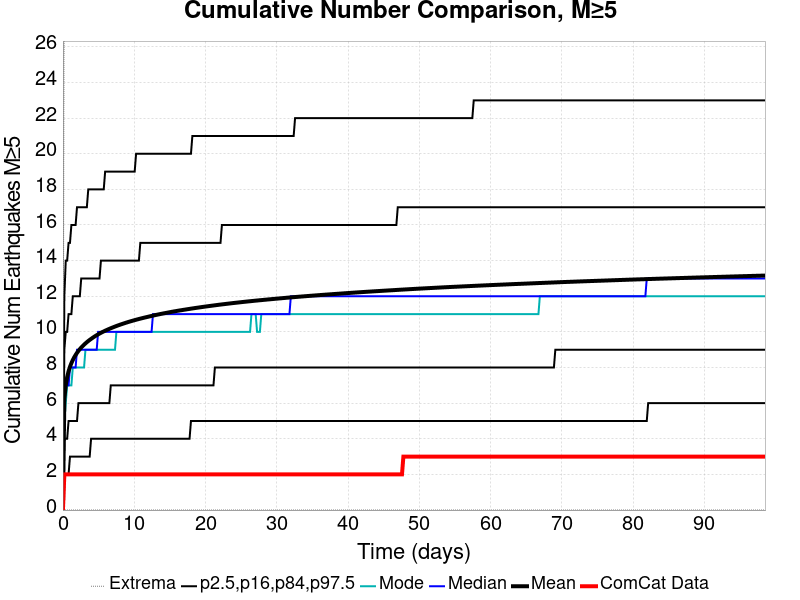 Cumulative Number Comparison, M≥5
Cumulative Num Earthquakes M≥5
26
24
22
20
18
16
14
12
10
8
6
4
2
0
0 10 20 30 40 50 60 70 80 90
Time (days)
Extrema p2.5,p16,p84,p97.5 Mode Median Mean ComCat Data